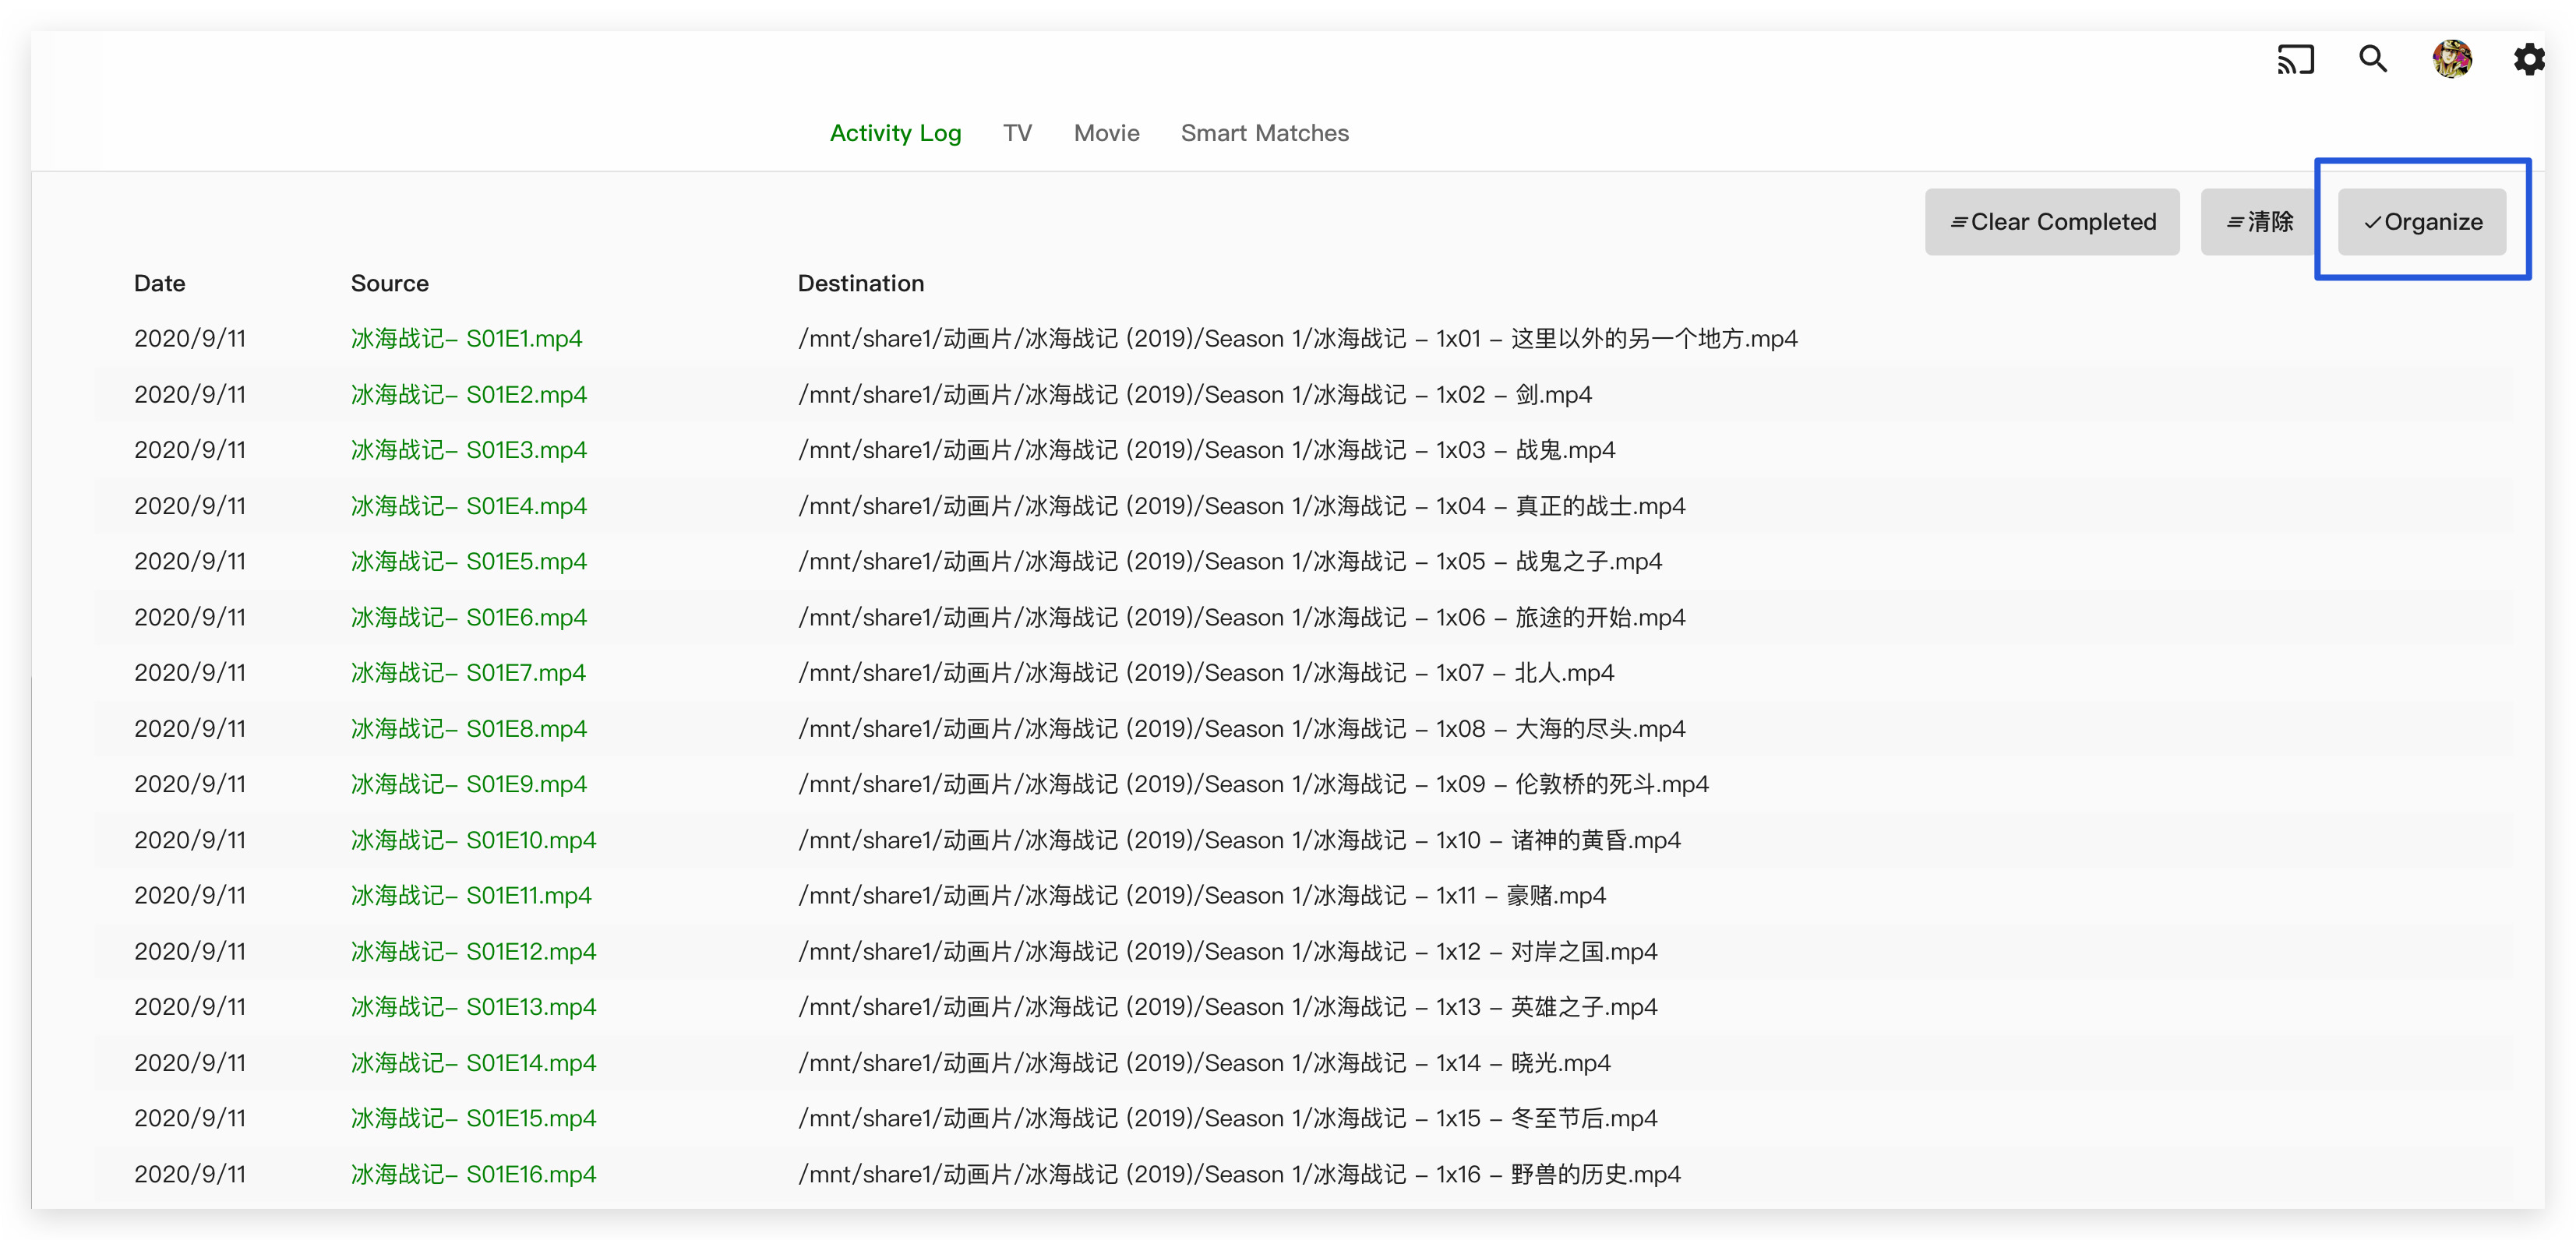 Activity Log TV Movie Smart Matches
Clear Completed 清除 Organize
Date Source Destination
2020/9/11 冰海战记– S01E1.mp4 /mnt/share1/动画片/冰海战记 (2019)/Season 1/冰海战记 – 1x01 – 这里以外的另一个地方.mp4
2020/9/11 冰海战记– S01E2.mp4 /mnt/share1/动画片/冰海战记 (2019)/Season 1/冰海战记 – 1x02 – 剑.mp4
2020/9/11 冰海战记– S01E3.mp4 /mnt/share1/动画片/冰海战记 (2019)/Season 1/冰海战记 – 1x03 – 战鬼.mp4
2020/9/11 冰海战记– S01E4.mp4 /mnt/share1/动画片/冰海战记 (2019)/Season 1/冰海战记 – 1x04 – 真正的战士.mp4
2020/9/11 冰海战记– S01E5.mp4 /mnt/share1/动画片/冰海战记 (2019)/Season 1/冰海战记 – 1x05 – 战鬼之子.mp4
2020/9/11 冰海战记– S01E6.mp4 /mnt/share1/动画片/冰海战记 (2019)/Season 1/冰海战记 – 1x06 – 旅途的开始.mp4
2020/9/11 冰海战记– S01E7.mp4 /mnt/share1/动画片/冰海战记 (2019)/Season 1/冰海战记 – 1x07 – 北人.mp4
2020/9/11 冰海战记– S01E8.mp4 /mnt/share1/动画片/冰海战记 (2019)/Season 1/冰海战记 – 1x08 – 大海的尽头.mp4
2020/9/11 冰海战记– S01E9.mp4 /mnt/share1/动画片/冰海战记 (2019)/Season 1/冰海战记 – 1x09 – 伦敦桥的死斗.mp4
2020/9/11 冰海战记– S01E10.mp4 /mnt/share1/动画片/冰海战记 (2019)/Season 1/冰海战记 – 1x10 – 诸神的黄昏.mp4
2020/9/11 冰海战记– S01E11.mp4 /mnt/share1/动画片/冰海战记 (2019)/Season 1/冰海战记 – 1x11 – 豪赌.mp4
2020/9/11 冰海战记– S01E12.mp4 /mnt/share1/动画片/冰海战记 (2019)/Season 1/冰海战记 – 1x12 – 对岸之国.mp4
2020/9/11 冰海战记– S01E13.mp4 /mnt/share1/动画片/冰海战记 (2019)/Season 1/冰海战记 – 1x13 – 英雄之子.mp4
2020/9/11 冰海战记– S01E14.mp4 /mnt/share1/动画片/冰海战记 (2019)/Season 1/冰海战记 – 1x14 – 晓光.mp4
2020/9/11 冰海战记– S01E15.mp4 /mnt/share1/动画片/冰海战记 (2019)/Season 1/冰海战记 – 1x15 – 冬至节后.mp4
2020/9/11 冰海战记– S01E16.mp4 /mnt/share1/动画片/冰海战记 (2019)/Season 1/冰海战记 – 1x16 – 野兽的历史.mp4